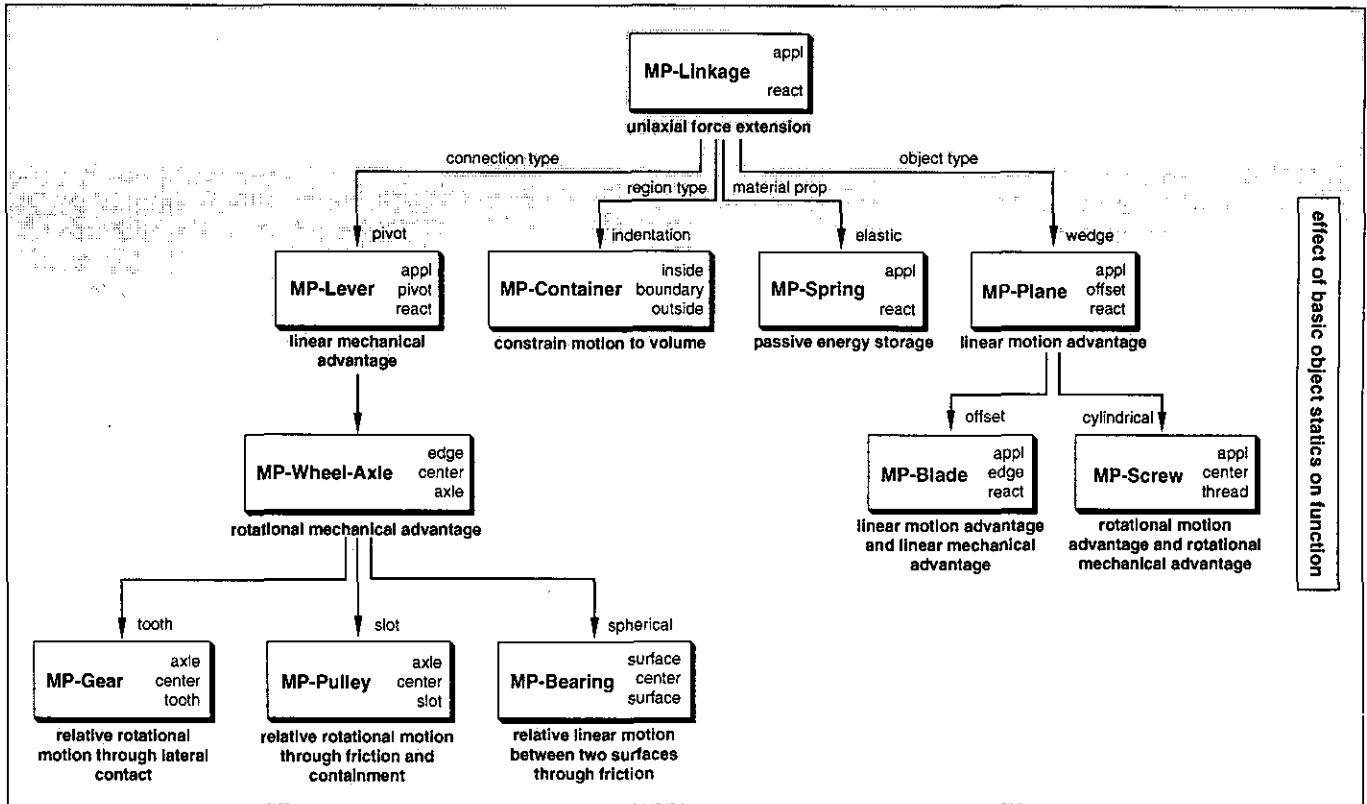 appl
MP-Linkage
react
uniaxial force extension
connection type
object type
region type
material prop
pivot
indentation
elastic
wedge
appl
MP-Lever pivot
react
linear mechanical
advantage
inside
MP-Container boundary
outside
constrain motion to volume
appl
MP-Spring
react
passive energy storage
appl
MP-Plane offset
react
linear motion advantage
effect of basic object statics on function
offset
cylindrical
edge
MP-Wheel-Axle center
axle
rotational mechanical advantage
appl
MP-Blade edge
react
linear motion advantage
and linear mechanical
advantage
appl
MP-Screw center
thread
rotational motion
advantage and rotational
mechanical advantage
tooth
slot
spherical
axle
MP-Gear center
tooth
relative rotational
motion through lateral
contact
axle
MP-Pulley center
slot
relative rotational motion
through friction and
containment
surface
MP-Bearing center
surface
relative linear motion
between two surfaces
through friction